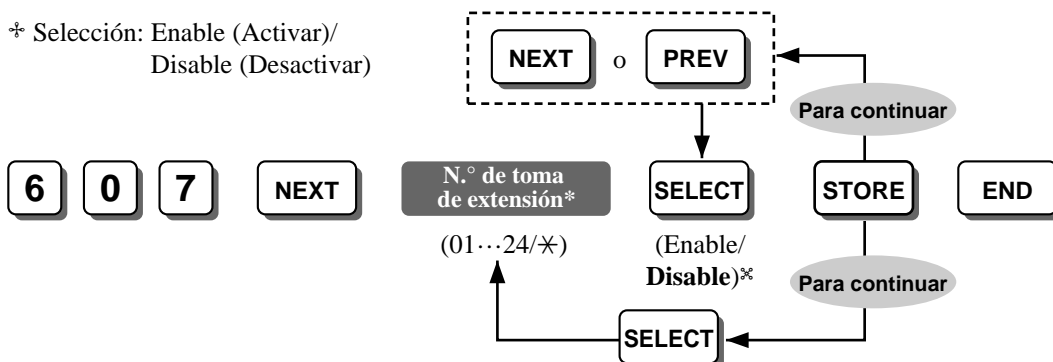 ✢ Selección: Enable (Activar)/
Disable (Desactivar)
NEXT o PREV
Para continuar
6 0 7 NEXT N.° de toma de extensión* SELECT STORE END
(01⋯24/✳) (Enable/
Disable)✠
Para continuar
SELECT